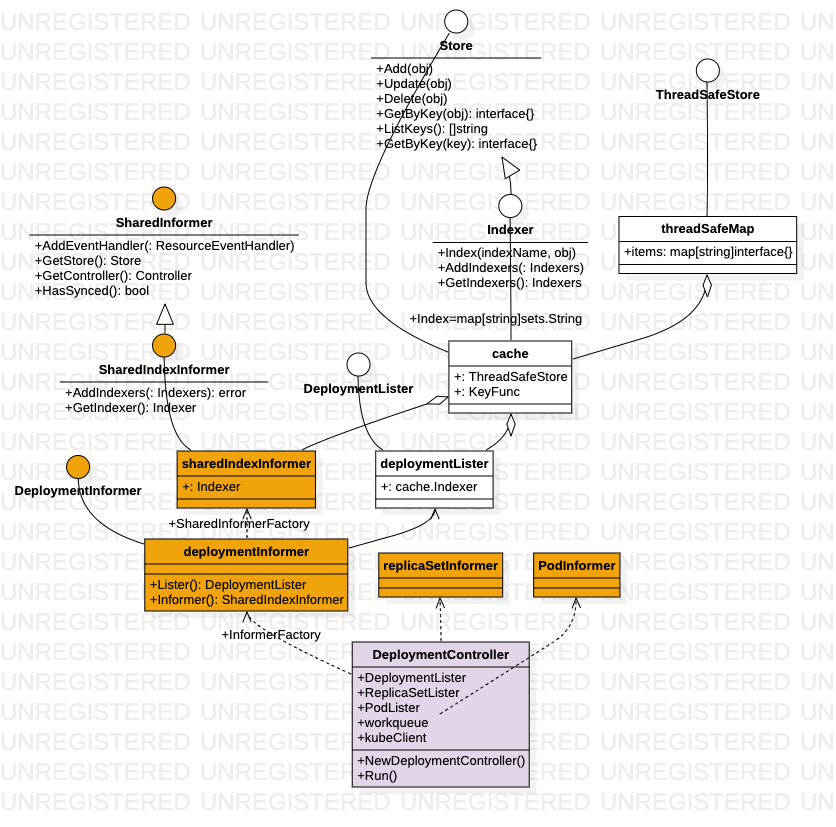 Store
+Add(obj)
+Update(obj)
+Delete(obj)
+GetByKey(obj): interface{}
+ListKeys(): []string
+GetByKey(key): interface{}
ThreadSafeStore
SharedInformer
+AddEventHandler(: ResourceEventHandler)
+GetStore(): Store
+GetController(): Controller
+HasSynced(): bool
Indexer
+Index(indexName, obj)
+AddIndexers(: Indexers)
+GetIndexers(): Indexers
threadSafeMap
+items: map[string]interface{}
+Index=map[string]sets.String
SharedIndexInformer
+AddIndexers(: Indexers): error
+GetIndexer(): Indexer
DeploymentLister
cache
+: ThreadSafeStore
+: KeyFunc
DeploymentInformer
sharedIndexInformer
+: Indexer
deploymentLister
+: cache.Indexer
+SharedInformerFactory
deploymentInformer
+Lister(): DeploymentLister
+Informer(): SharedIndexInformer
replicaSetInformer
PodInformer
+InformerFactory
DeploymentController
+DeploymentLister
+ReplicaSetLister
+PodLister
+workqueue
+kubeClient
+NewDeploymentController()
+Run()